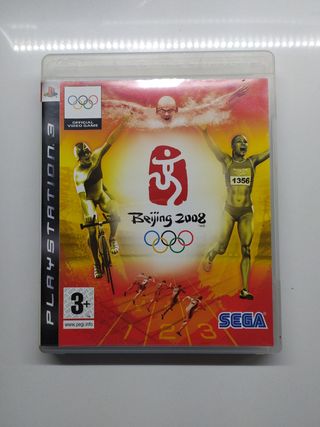 PLAYSTATION 3
OFFICIAL
VIDEO GAME
1356
Beijing 2008
3+
www.pegi.info
SEGA
1 2 3